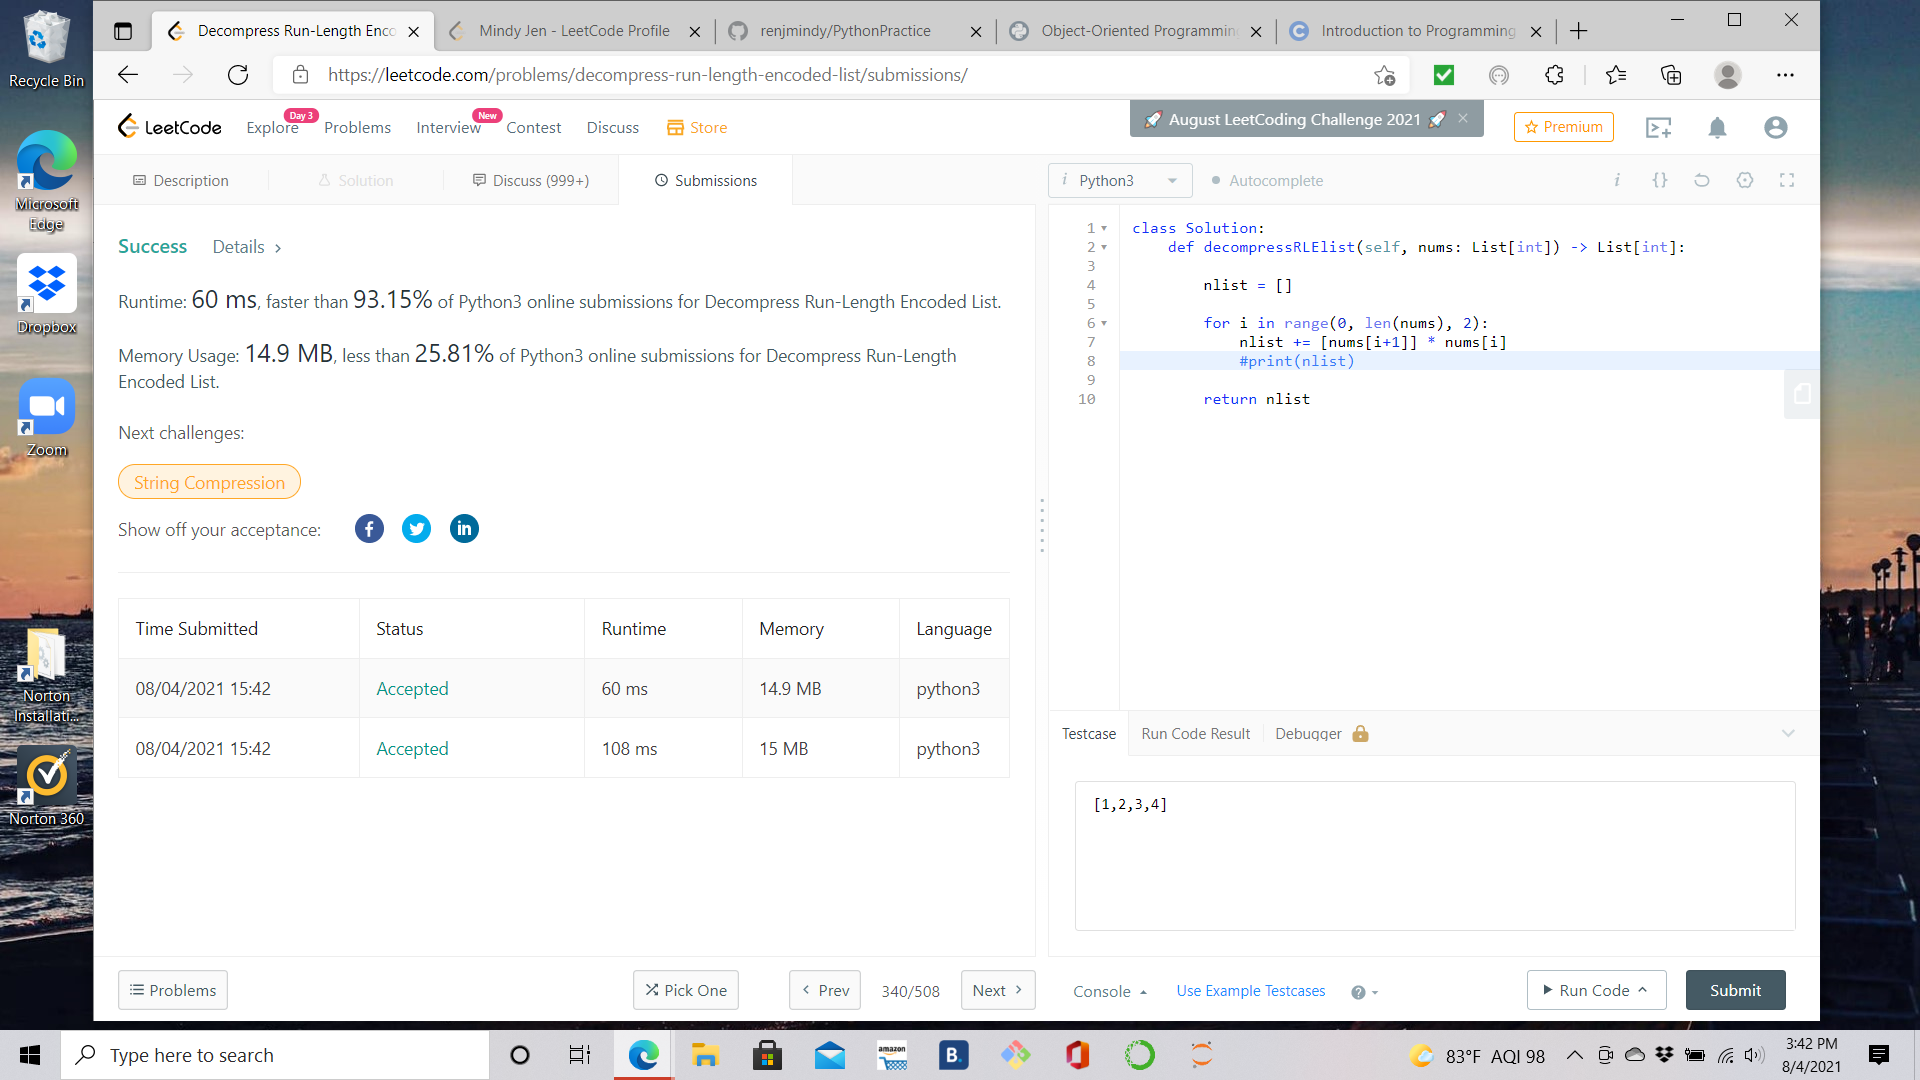 Recycle Bin
Microsoft
Edge
Dropbox
Zoom
Norton
Installati...
Norton 360
Decompress Run-Length Enco
Mindy Jen - LeetCode Profile
renjmindy/PythonPractice
Object-Oriented Programmin
Introduction to Programming
https://leetcode.com/problems/decompress-run-length-encoded-list/submissions/
LeetCode
Explore
Day 3
Problems
Interview
New
Contest
Discuss
Store
August LeetCoding Challenge 2021
Premium
Description
Solution
Discuss (999+)
Submissions
i Python3
Autocomplete
Success
Details
Runtime: 60 ms, faster than 93.15% of Python3 online submissions for Decompress Run-Length Encoded List.
Memory Usage: 14.9 MB, less than 25.81% of Python3 online submissions for Decompress Run-Length
Encoded List.
Next challenges:
String Compression
Show off your acceptance:
Time Submitted Status Runtime Memory Language
08/04/2021 15:42 Accepted 60 ms 14.9 MB python3
08/04/2021 15:42 Accepted 108 ms 15 MB python3
1 class Solution:
2 def decompressRLElist(self, nums: List[int]) -> List[int]:
3
4 nlist = []
5
6 for i in range(0, len(nums), 2):
7 nlist += [nums[i+1]] * nums[i]
8 #print(nlist)
9
10 return nlist
Testcase
Run Code Result
Debugger
[1,2,3,4]
Problems
Pick One
Prev
340/508
Next
Console
Use Example Testcases
Run Code
Submit
Type here to search
amazon
B.
83°F AQI 98
3:42 PM
8/4/2021